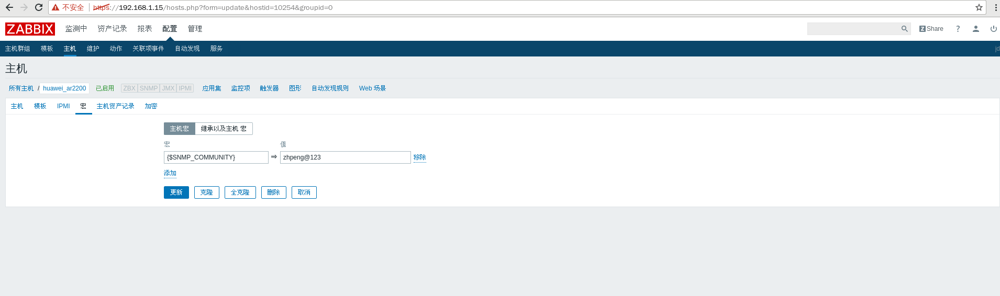 不安全 https://192.168.1.15/hosts.php?form=update&hostid=10254&groupid=0
ZABBIX 监测中 资产记录 报表 配置 管理 Z Share ?
主机群组 模板 主机 维护 动作 关联项事件 自动发现 服务 jd
主机
所有主机 / huawei_ar2200 已启用 ZBX SNMP JMX IPMI 应用集 监控项 触发器 图形 自动发现规则 Web 场景
主机 模板 IPMI 宏 主机资产记录 加密
主机宏 继承以及主机 宏
宏 值
{$SNMP_COMMUNITY} ⇒ zhpeng@123 移除
添加
更新 克隆 全克隆 删除 取消